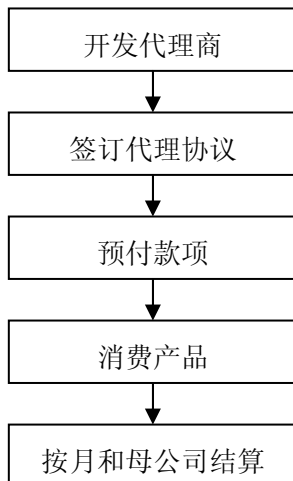 开发代理商
签订代理协议
预付款项
消费产品
按月和母公司结算